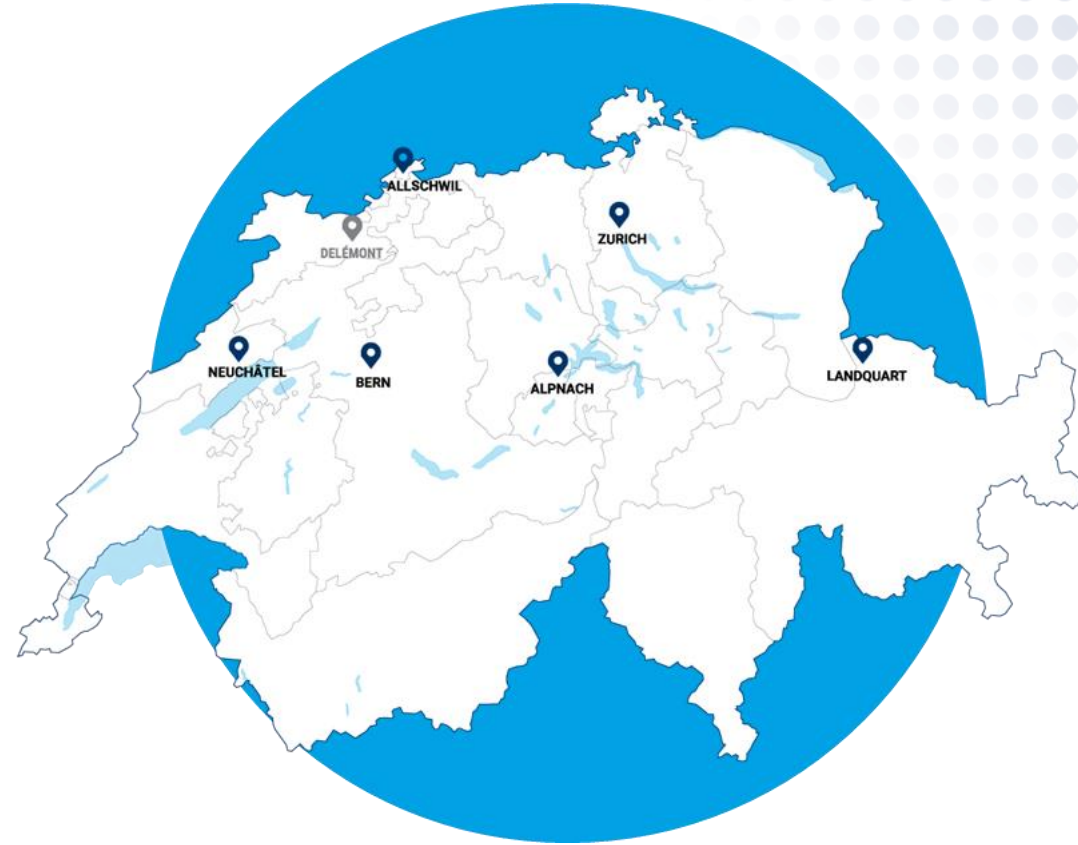 ALLSCHWIL
ZURICH
DELÉMONT
NEUCHÂTEL
BERN
ALPNACH
LANDQUART